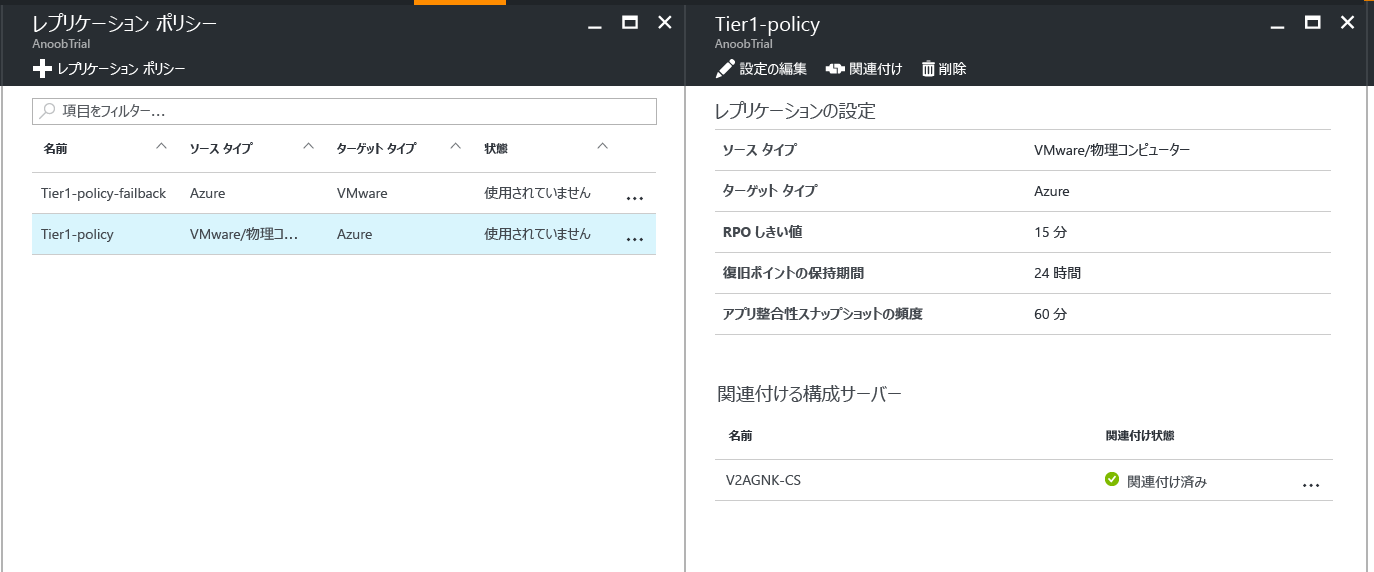 レプリケーション ポリシー
AnoobTrial
レプリケーション ポリシー
項目をフィルター...
名前 ソース タイプ ターゲット タイプ 状態
Tier1-policy-failback Azure VMware 使用されていません ...
Tier1-policy VMware/物理コ... Azure 使用されていません ...
Tier1-policy
AnoobTrial
設定の編集 関連付け 削除
レプリケーションの設定
ソース タイプ VMware/物理コンピューター
ターゲット タイプ Azure
RPO しきい値 15 分
復旧ポイントの保持期間 24 時間
アプリ整合性スナップショットの頻度 60 分
関連付ける構成サーバー
名前 関連付け状態
V2AGNK-CS 関連付け済み ...